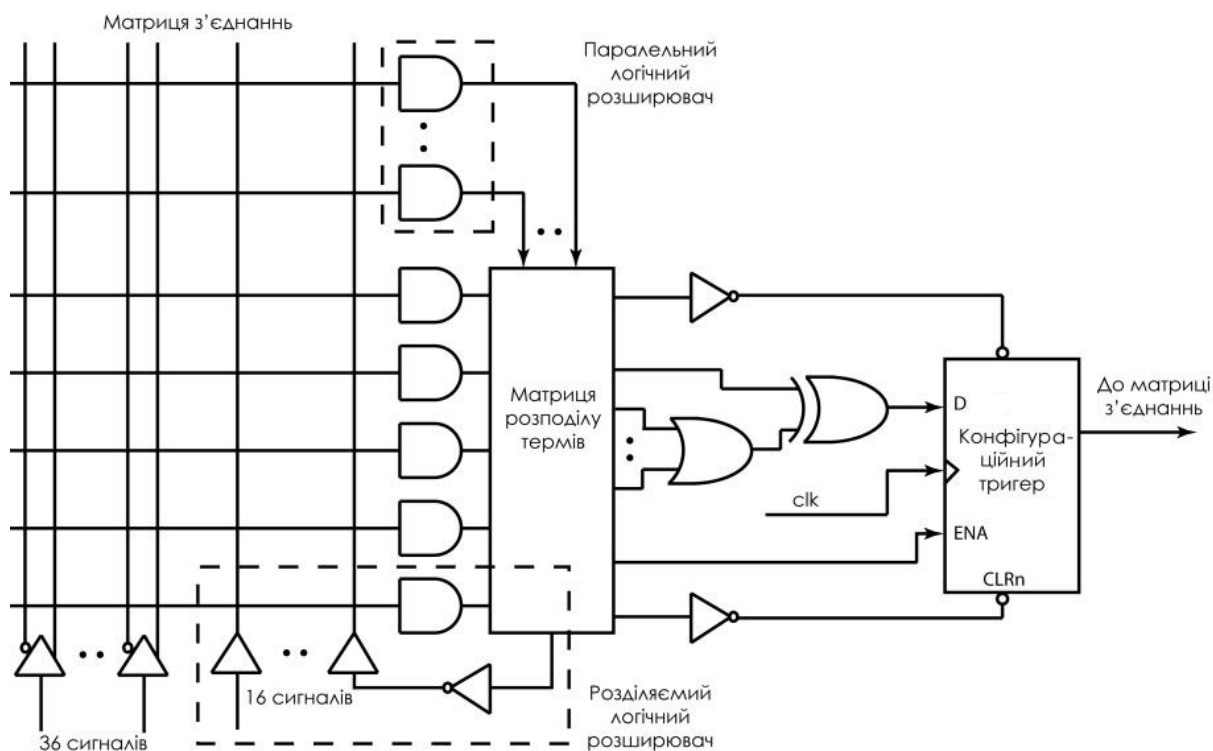 Матриця з’єднань
Паралельний
логічний
розширювач
Матриця
розподілу
термів
До матриці
з’єднаннь
D
Конфігура-
ційний
тригер
clk
ENA
CLRn
16 сигналів
36 сигналів
Розділяємий
логічний
розширювач